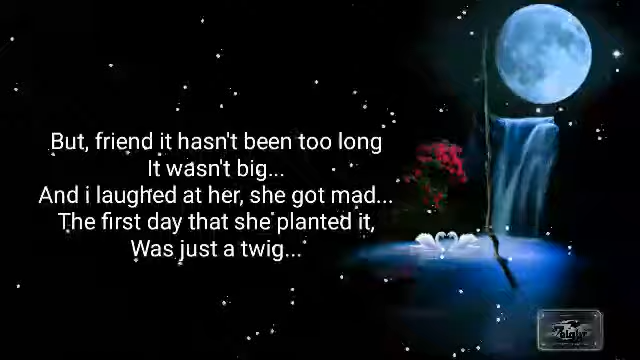 But, friend it hasn't been too long
It wasn't big...
And i laughed at her, she got mad...
The first day that she planted it,
Was just a twig...